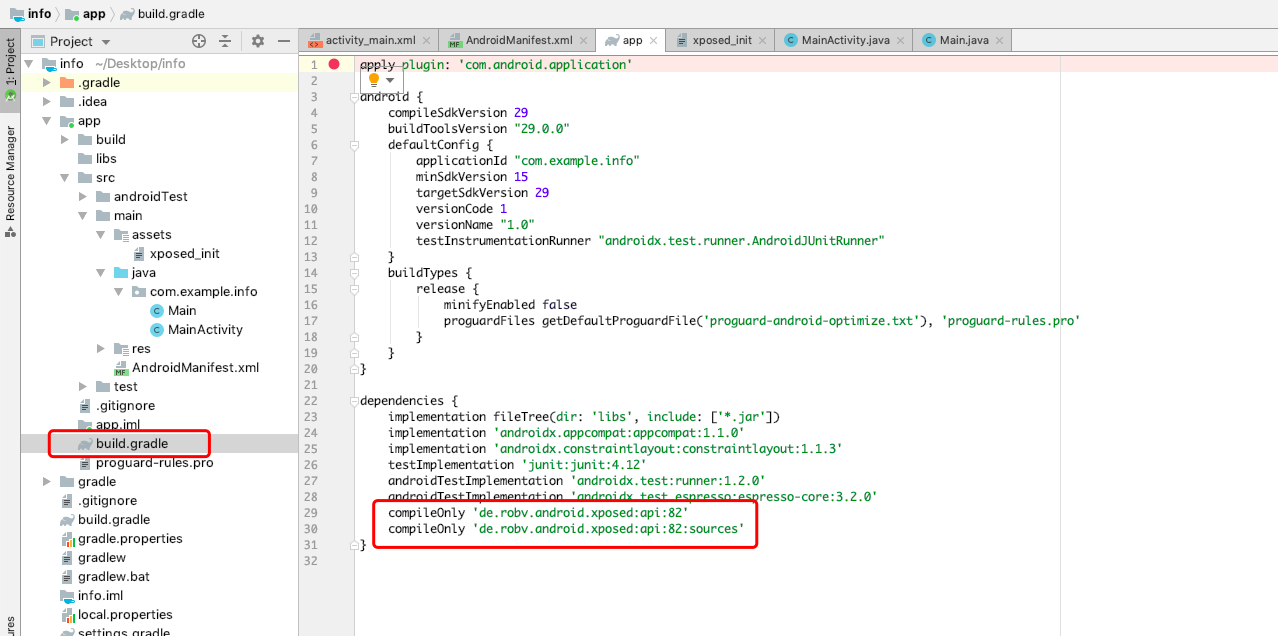 info app build.gradle
Project
activity_main.xml AndroidManifest.xml app xposed_init MainActivity.java Main.java
1: Project
Resource Manager
info ~/Desktop/info
.gradle
.idea
app
build
libs
src
androidTest
main
assets
xposed_init
java
com.example.info
Main
MainActivity
res
AndroidManifest.xml
test
.gitignore
app.iml
build.gradle
proguard-rules.pro
gradle
.gitignore
build.gradle
gradle.properties
gradlew
gradlew.bat
info.iml
local.properties
settings.gradle
1 apply plugin: 'com.android.application'
2
3 android {
4 compileSdkVersion 29
5 buildToolsVersion "29.0.0"
6 defaultConfig {
7 applicationId "com.example.info"
8 minSdkVersion 15
9 targetSdkVersion 29
10 versionCode 1
11 versionName "1.0"
12 testInstrumentationRunner "androidx.test.runner.AndroidJUnitRunner"
13 }
14 buildTypes {
15 release {
16 minifyEnabled false
17 proguardFiles getDefaultProguardFile('proguard-android-optimize.txt'), 'proguard-rules.pro'
18 }
19 }
20 }
21
22 dependencies {
23 implementation fileTree(dir: 'libs', include: ['*.jar'])
24 implementation 'androidx.appcompat:appcompat:1.1.0'
25 implementation 'androidx.constraintlayout:constraintlayout:1.1.3'
26 testImplementation 'junit:junit:4.12'
27 androidTestImplementation 'androidx.test:runner:1.2.0'
28 androidTestImplementation 'androidx.test.espresso:espresso-core:3.2.0'
29 compileOnly 'de.robv.android.xposed:api:82'
30 compileOnly 'de.robv.android.xposed:api:82:sources'
31 }
32